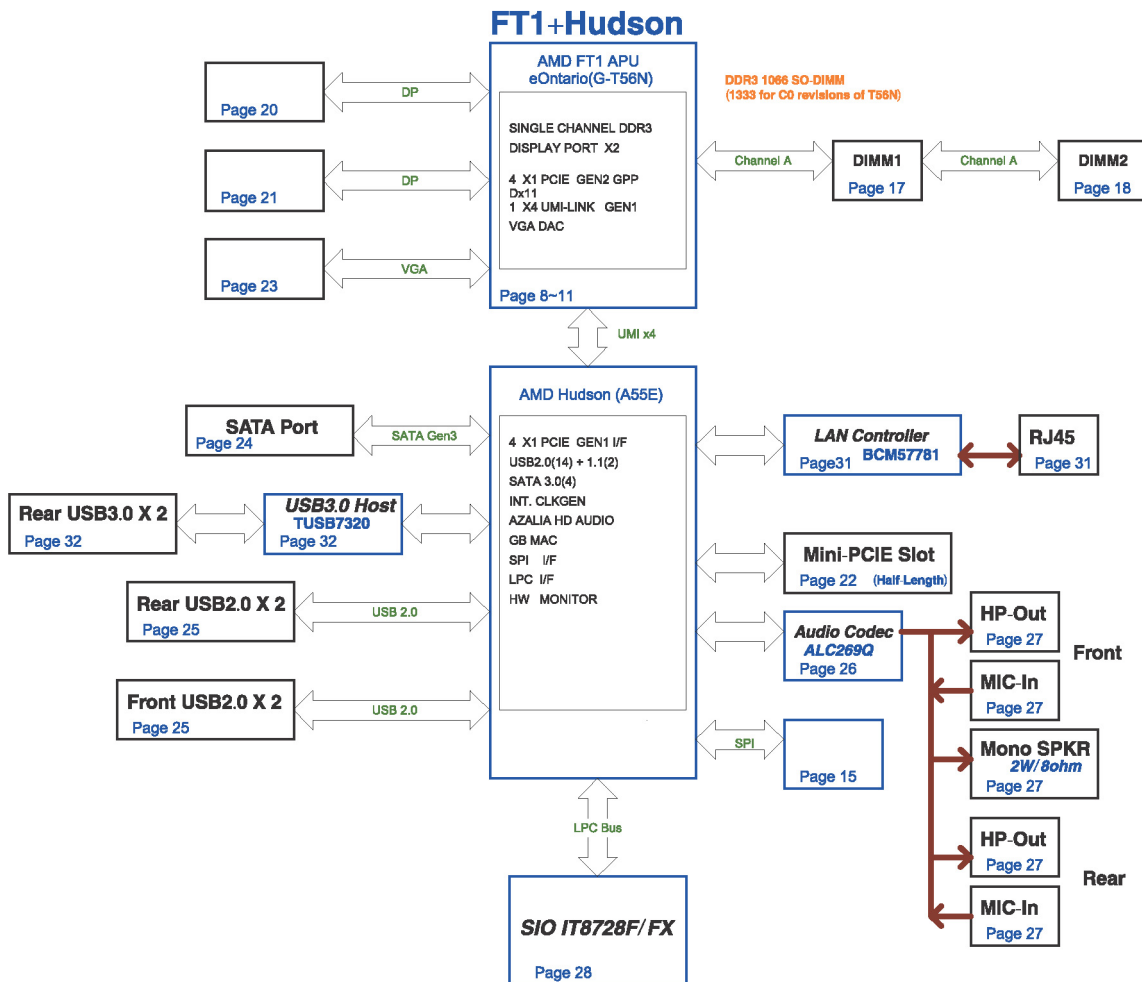 FT1+Hudson
AMD FT1 APU
eOntario(G-T56N)
SINGLE CHANNEL DDR3
DISPLAY PORT X2
4 X1 PCIE GEN2 GPP
Dx11
1 X4 UMI-LINK GEN1
VGA DAC
Page 8~11
Page 20
DP
Page 21
DP
Page 23
VGA
DDR3 1066 SO-DIMM
(1333 for C0 revisions of T56N)
Channel A
DIMM1
Page 17
Channel A
DIMM2
Page 18
UMI x4
AMD Hudson (A55E)
4 X1 PCIE GEN1 I/F
USB2.0(14) + 1.1(2)
SATA 3.0(4)
INT. CLKGEN
AZALIA HD AUDIO
GB MAC
SPI I/F
LPC I/F
HW MONITOR
SATA Port
Page 24
SATA Gen3
Rear USB3.0 X 2
Page 32
USB3.0 Host
TUSB7320
Page 32
Rear USB2.0 X 2
Page 25
USB 2.0
Front USB2.0 X 2
Page 25
USB 2.0
LAN Controller
Page31 BCM57781
RJ45
Page 31
Mini-PCIE Slot
Page 22 (Half-Length)
Audio Codec
ALC269Q
Page 26
HP-Out
Page 27
Front
MIC-In
Page 27
Mono SPKR
2W/8ohm
Page 27
HP-Out
Page 27
Rear
MIC-In
Page 27
SPI
Page 15
LPC Bus
SIO IT8728F/FX
Page 28